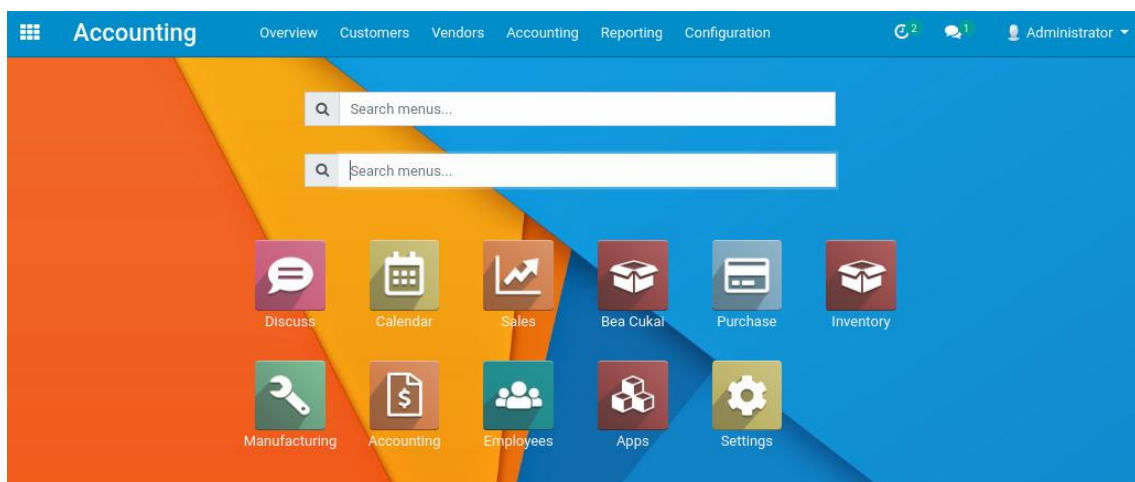 Accounting Overview Customers Vendors Accounting Reporting Configuration 2 1 Administrator
Search menus...
Search menus...
Discuss Calendar Sales Bea Cukai Purchase Inventory
Manufacturing Accounting Employees Apps Settings